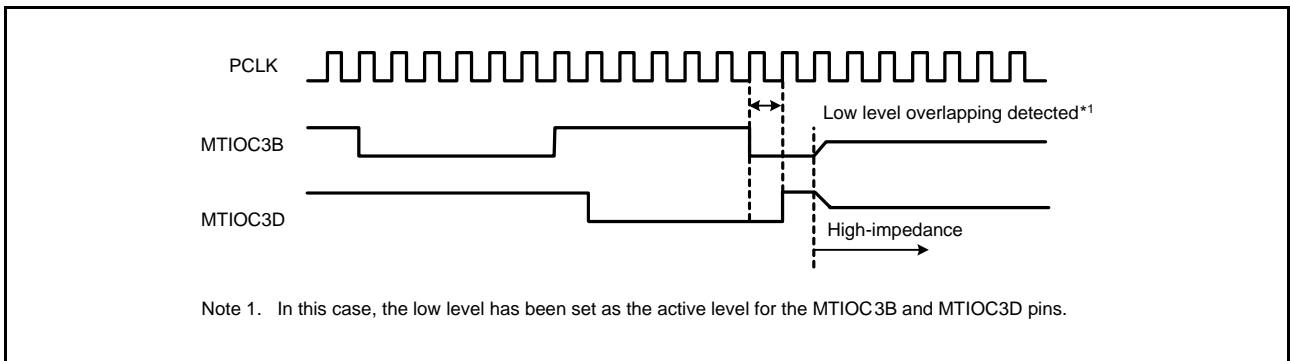 PCLK
Low level overlapping detected*1
MTIOC3B
MTIOC3D
High-impedance
Note 1. In this case, the low level has been set as the active level for the MTIOC3B and MTIOC3D pins.